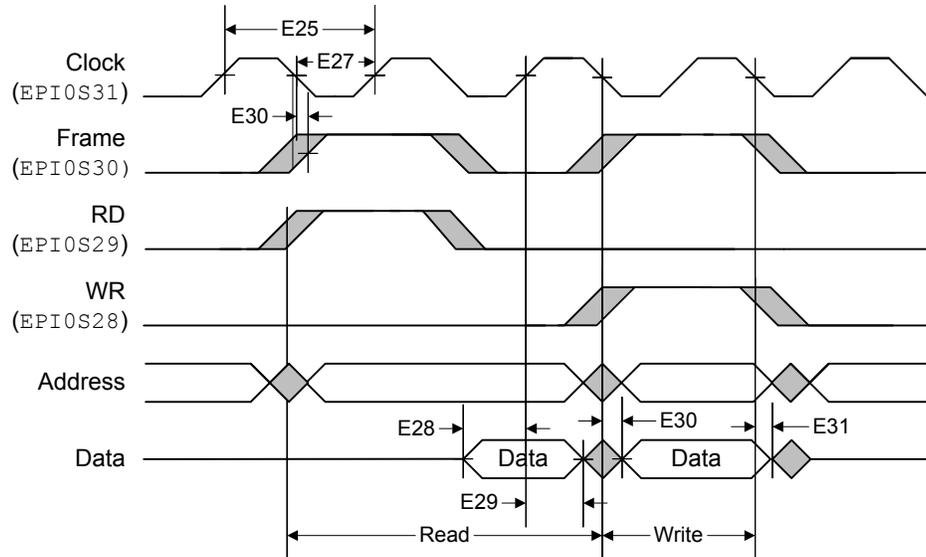 E25
Clock
E27
(EPI0S31)
E30
Frame
(EPI0S30)
RD
(EPI0S29)
WR
(EPI0S28)
Address
E28
E30
E31
Data
Data
Data
E29
Read
Write